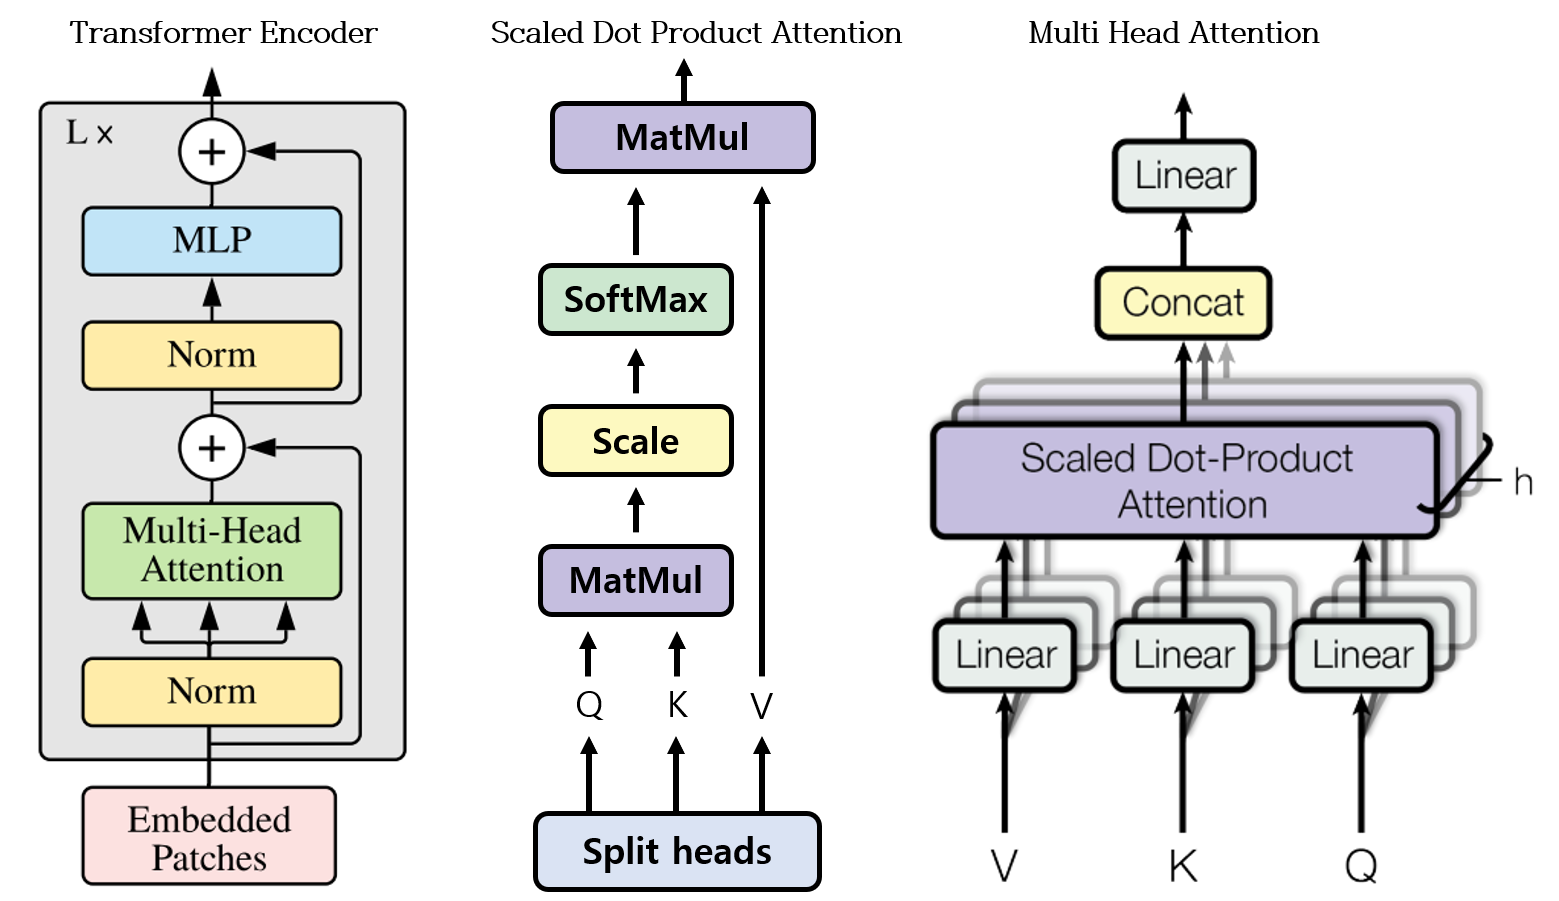 Transformer Encoder
L ×
+
MLP
Norm
+
Multi-Head
Attention
Norm
Embedded
Patches
Scaled Dot Product Attention
MatMul
SoftMax
Scale
MatMul
Q K V
Split heads
Multi Head Attention
Linear
Concat
Scaled Dot-Product
Attention
h
Linear Linear Linear
V K Q